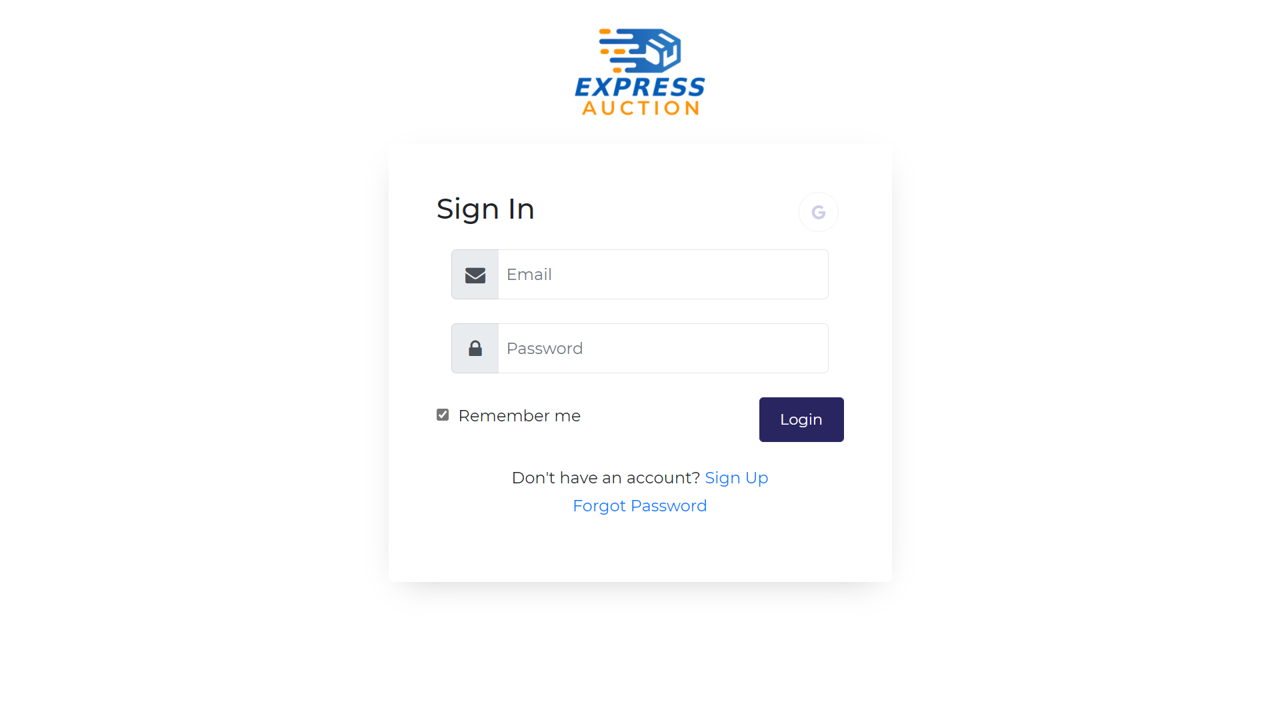 EXPRESS
AUCTION
Sign In
G
Email
Password
Remember me
Login
Don't have an account? Sign Up
Forgot Password